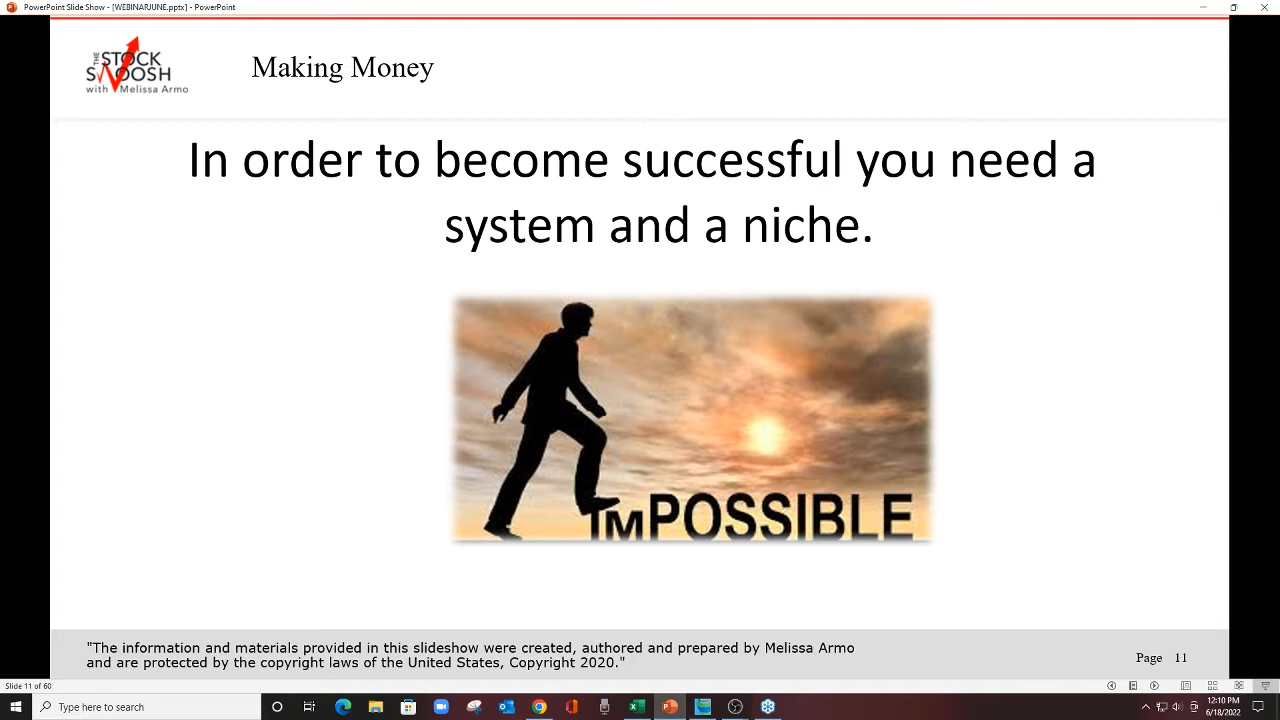 PowerPoint Slide Show - [WEBINARJUNE.pptx] - PowerPoint
THE
STOCK
SWOOSH
with Melissa Armo
Making Money
In order to become successful you need a
system and a niche.
IMPOSSIBLE
"The information and materials provided in this slideshow were created, authored and prepared by Melissa Armo
and are protected by the copyright laws of the United States, Copyright 2020."
Page 11
Slide 11 of 60
Type here to search
12:10 PM
6/18/2022